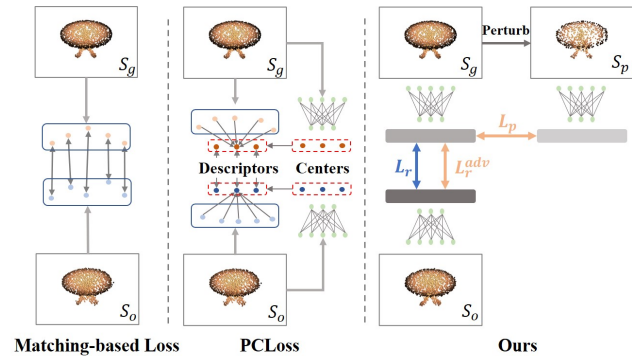 S_g
S_o
Matching-based Loss
S_g
Descriptors
Centers
S_o
PCLoss
S_g
Perturb
S_p
L_p
L_r
L_r^{adv}
S_o
Ours